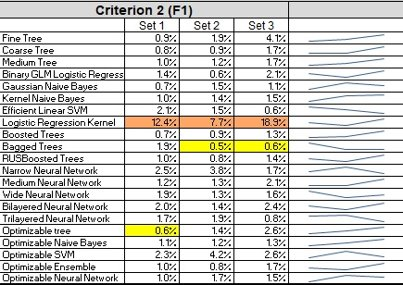 Criterion 2 (F1)
Set 1 Set 2 Set 3
Fine Tree 0.9% 1.9% 4.1%
Coarse Tree 0.8% 0.9% 1.7%
Medium Tree 1.0% 1.2% 1.7%
Binary GLM Logistic Regress 1.4% 0.6% 2.1%
Gaussian Naive Bayes 0.7% 1.5% 1.1%
Kernel Naive Bayes 1.0% 1.4% 1.5%
Efficient Linear SVM 2.1% 1.5% 0.6%
Logistic Regression Kernel 12.4% 7.7% 18.9%
Boosted Trees 0.7% 0.9% 1.3%
Bagged Trees 1.9% 0.5% 0.6%
RUSBoosted Trees 1.0% 0.8% 1.4%
Narrow Neural Network 2.5% 3.8% 1.7%
Medium Neural Network 1.2% 1.3% 2.1%
Wide Neural Network 1.9% 1.3% 1.6%
Bilayered Neural Network 2.0% 1.4% 2.4%
Trilayered Neural Network 1.7% 1.9% 0.8%
Optimizable tree 0.6% 1.4% 2.6%
Optimizable Naive Bayes 1.1% 1.2% 1.3%
Optimizable SVM 2.3% 4.2% 2.6%
Optimizable Ensemble 1.0% 0.8% 1.7%
Optimizable Neural Network 1.0% 1.7% 1.5%